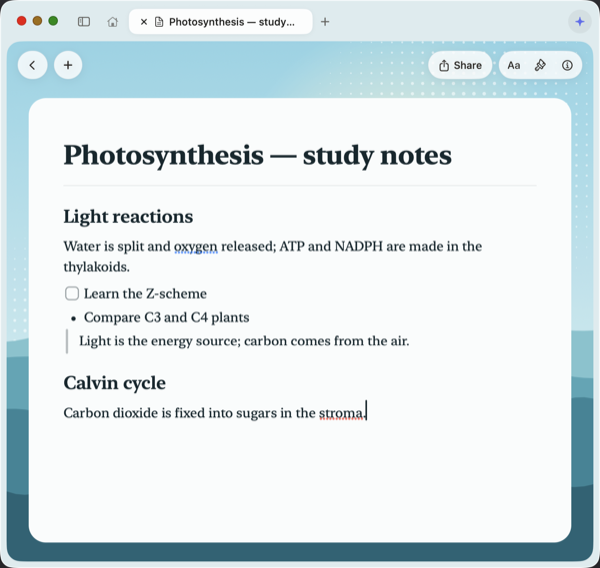 Photosynthesis — study...
Share
Aa
Photosynthesis — study notes
Light reactions
Water is split and oxygen released; ATP and NADPH are made in the
thylakoids.
Learn the Z-scheme
• Compare C3 and C4 plants
Light is the energy source; carbon comes from the air.
Calvin cycle
Carbon dioxide is fixed into sugars in the stroma.